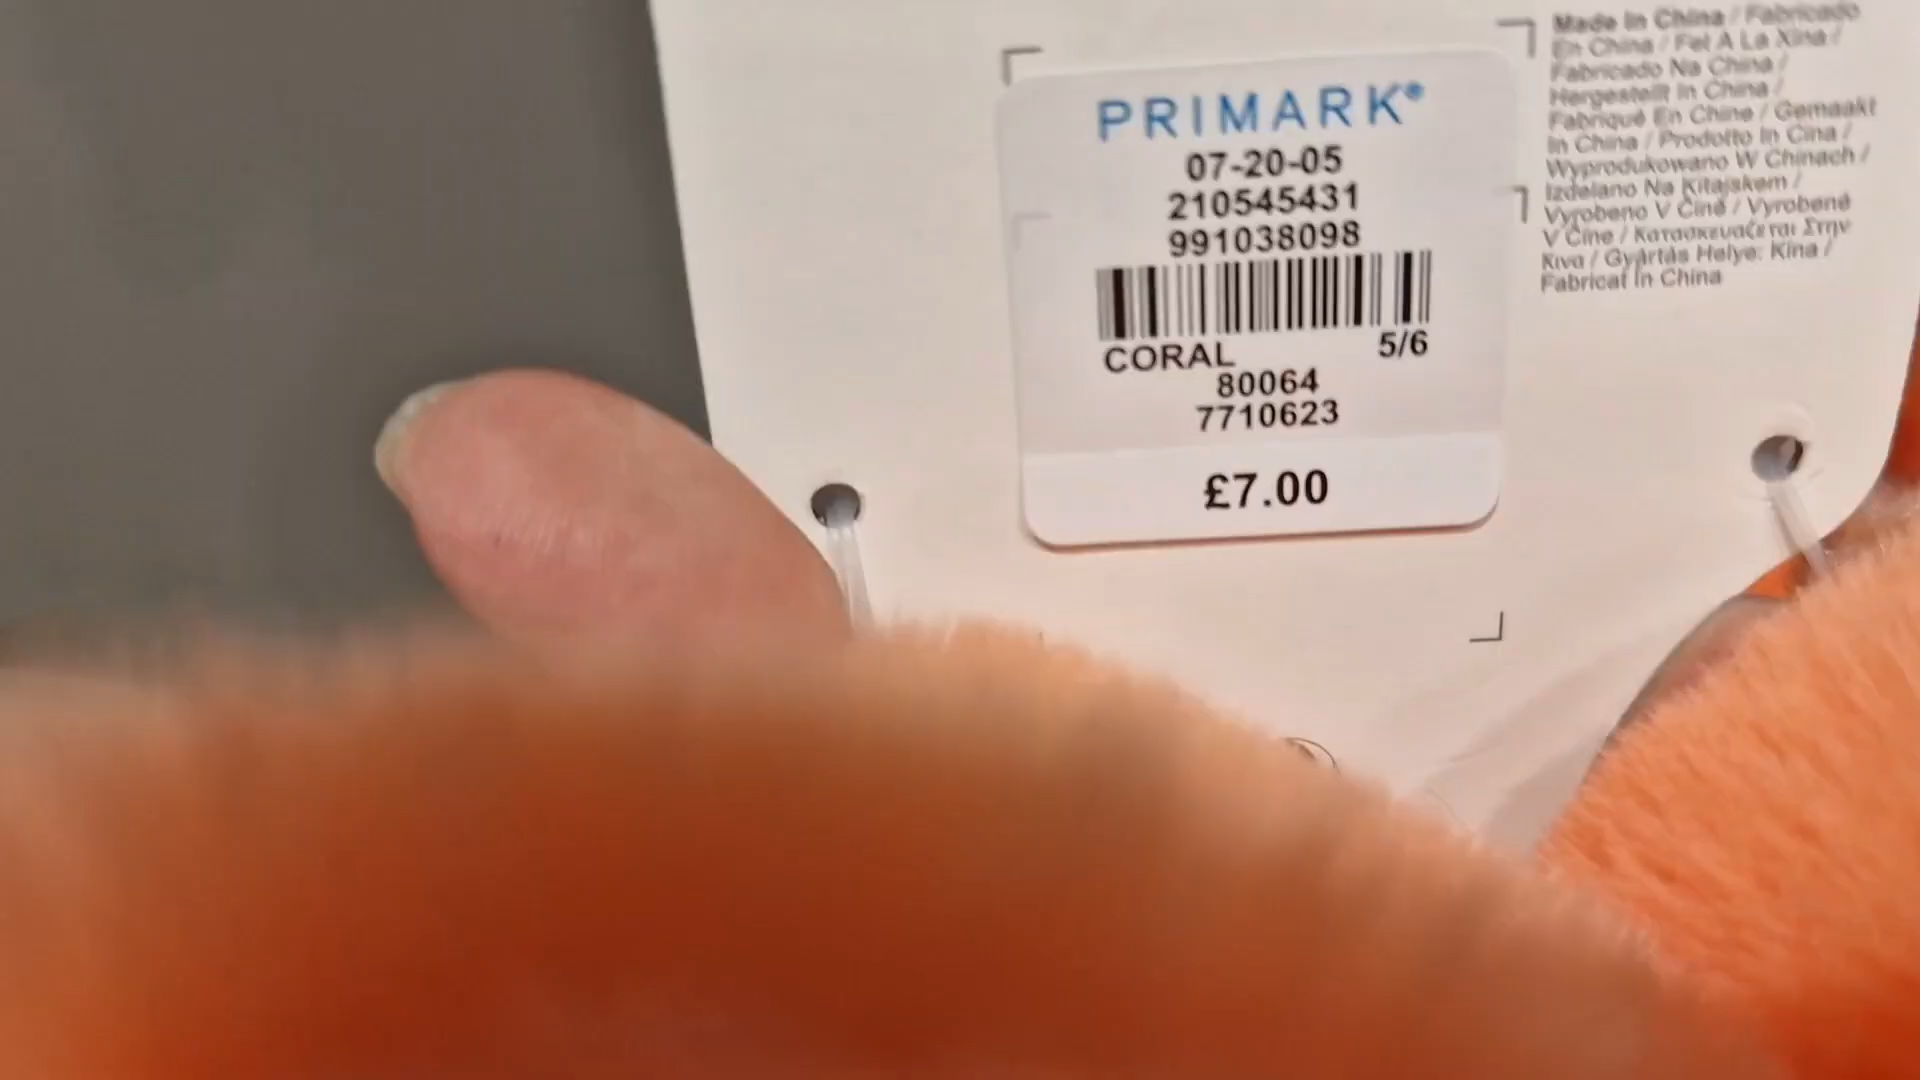 PRIMARK®
07-20-05
210545431
991038098
CORAL 5/6
80064
7710623
£7.00
Made In China / Fabricado
En China / Fet A La Xina /
Fabricado Na China /
Hergestellt In China /
Fabriqué En Chine / Gemaakt
In China / Prodotto In Cina /
Wyprodukowano W Chinach /
Izdelano Na Kitajskem /
Vyrobeno V Číně / Vyrobené
V Číne / Κατασκευάζεται Στην
Κινα / Gyártás Helye: Kína /
Fabricat În China